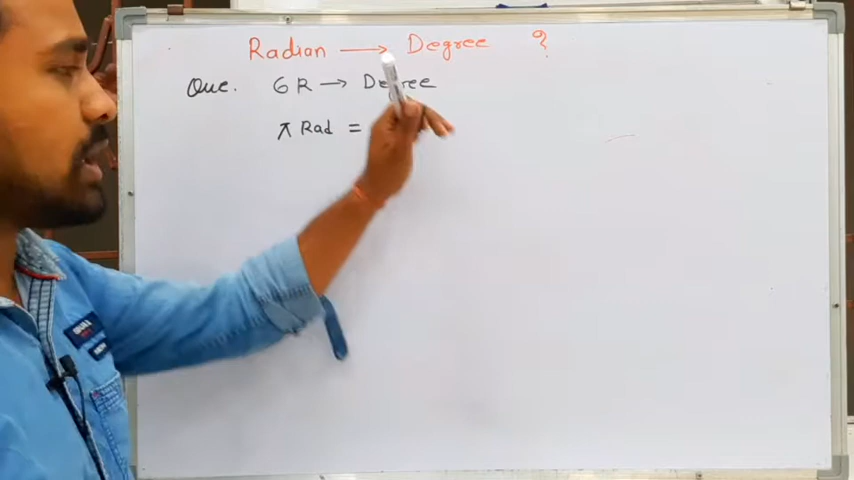 Radian → Degree ?
Que. 6R → Degree
π Rad =